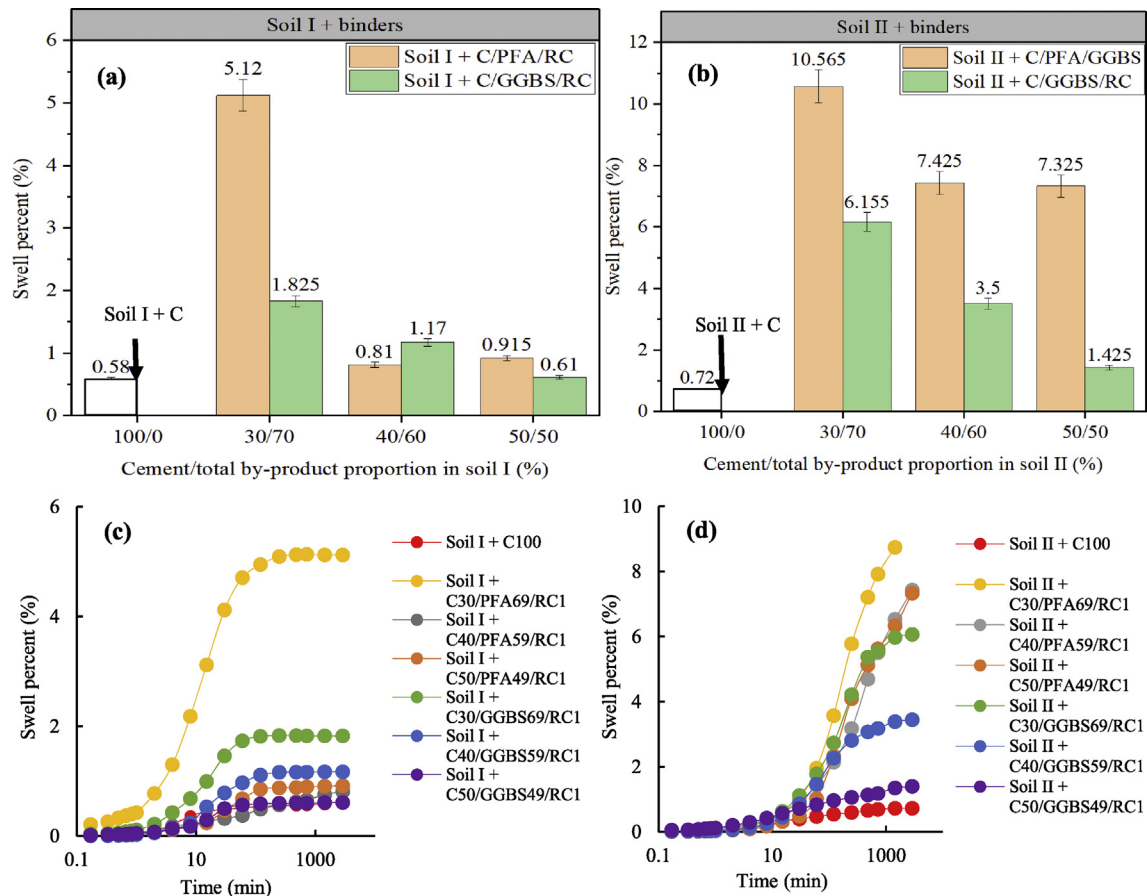 Soil I + binders
(a)
Soil I + C/PFA/RC
Soil I + C/GGBS/RC
6
5
4
3
2
1
0
Swell percent (%)
5.12
1.825
Soil I + C
0.58
0.81
1.17
0.915
0.61
100/0
30/70
40/60
50/50
Cement/total by-product proportion in soil I (%)
Soil II + binders
(b)
Soil II + C/PFA/GGBS
Soil II + C/GGBS/RC
12
10
8
6
4
2
0
Swell percent (%)
10.565
6.155
7.425
3.5
7.325
1.425
Soil II + C
0.72
100/0
30/70
40/60
50/50
Cement/total by-product proportion in soil II (%)
(c)
6
4
2
0
Swell percent (%)
0.1
10
1000
Time (min)
Soil I + C100
Soil I +
C30/PFA69/RC1
Soil I +
C40/PFA59/RC1
Soil I +
C50/PFA49/RC1
Soil I +
C30/GGBS69/RC1
Soil I +
C40/GGBS59/RC1
Soil I +
C50/GGBS49/RC1
(d)
10
8
6
4
2
0
Swell percent (%)
0.1
10
1000
Time (min)
Soil II + C100
Soil II +
C30/PFA69/RC1
Soil II +
C40/PFA59/RC1
Soil II +
C50/PFA49/RC1
Soil II +
C30/GGBS69/RC1
Soil II +
C40/GGBS59/RC1
Soil II +
C50/GGBS49/RC1